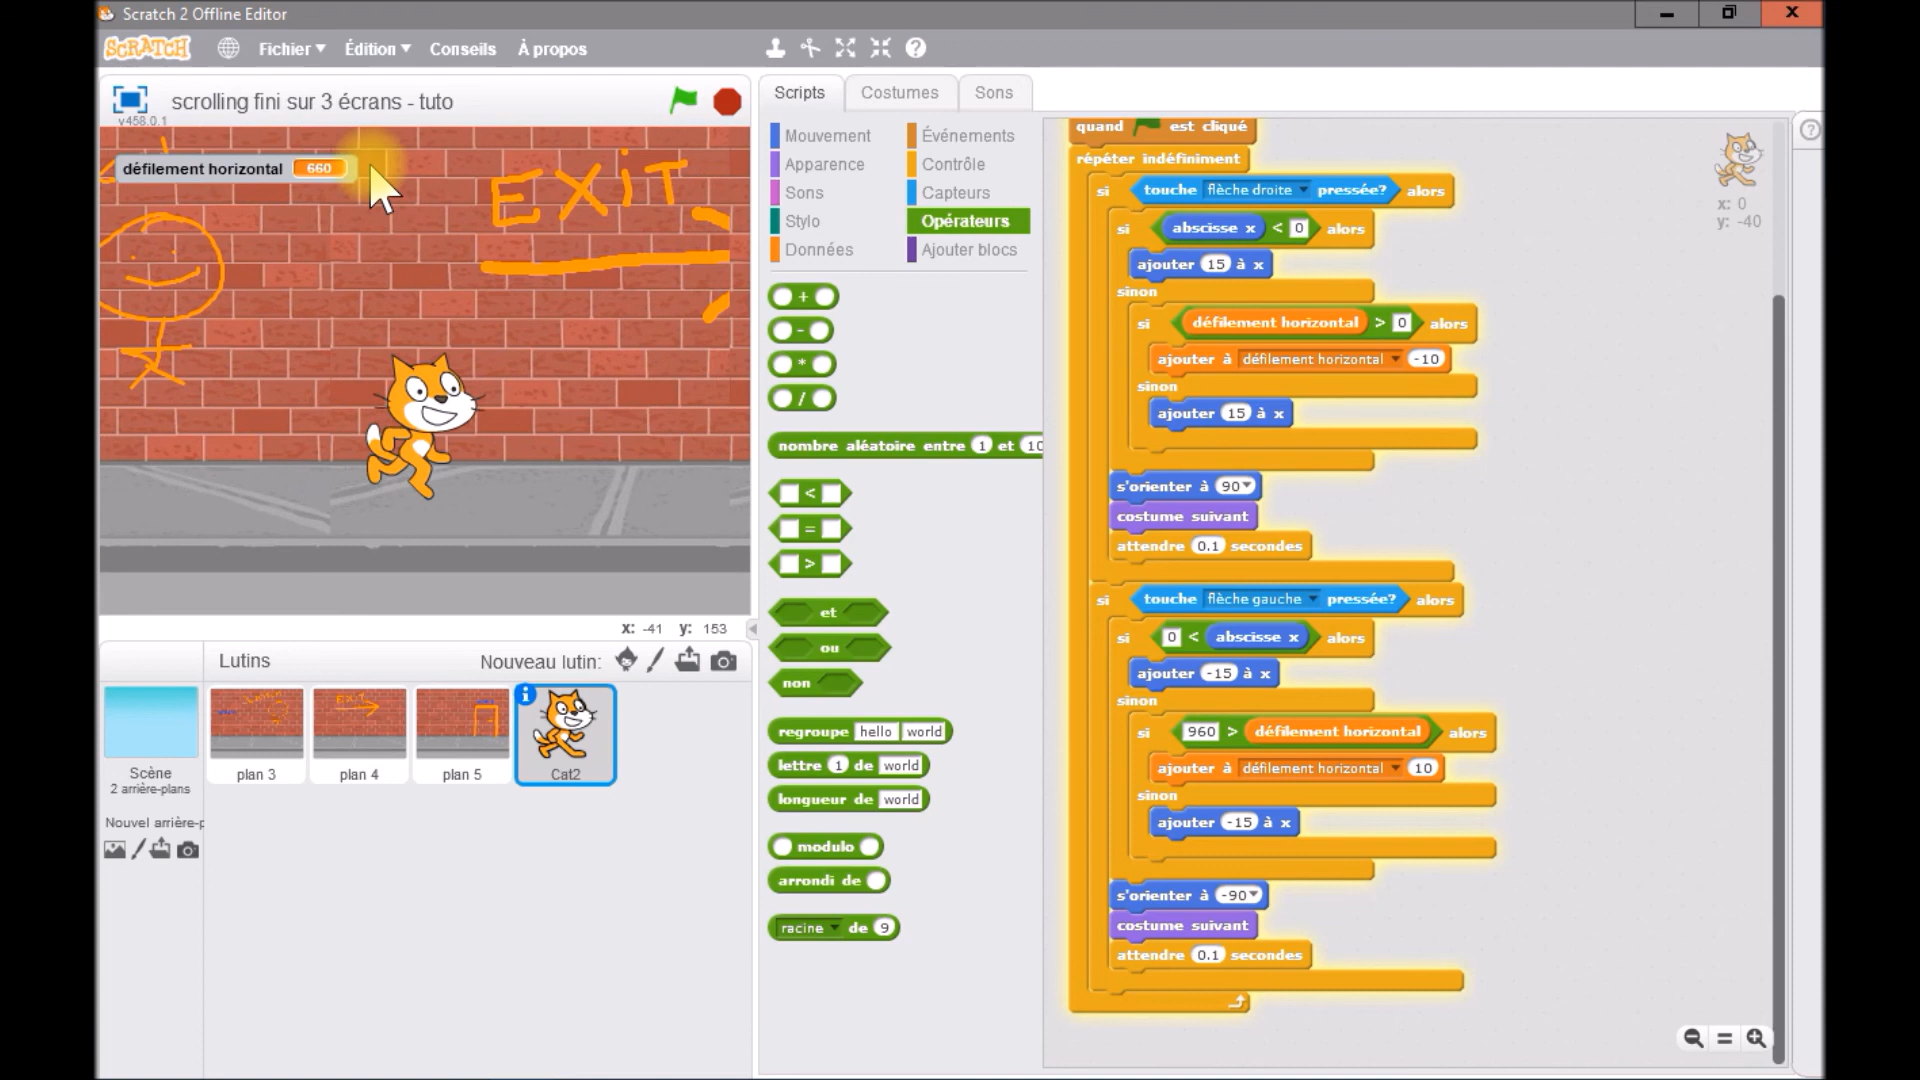 Scratch 2 Offline Editor
SCRATCH Fichier Édition Conseils À propos
scrolling fini sur 3 écrans - tuto
v458.0.1
défilement horizontal 660
EXIT
x: -41 y: 153
Lutins Nouveau lutin:
Scène
2 arrière-plans
plan 3
plan 4
plan 5
Cat2
Nouvel arrière-p
Scripts Costumes Sons
Mouvement Événements
Apparence Contrôle
Sons Capteurs
Stylo Opérateurs
Données Ajouter blocs
+
-
*
/
nombre aléatoire entre 1 et 10
<
=
>
et
ou
non
regroupe hello world
lettre 1 de world
longueur de world
modulo
arrondi de
racine de 9
quand est cliqué
répéter indéfiniment
si touche flèche droite pressée? alors
si abscisse x < 0 alors
ajouter 15 à x
sinon
si défilement horizontal > 0 alors
ajouter à défilement horizontal -10
sinon
ajouter 15 à x
s'orienter à 90
costume suivant
attendre 0.1 secondes
si touche flèche gauche pressée? alors
si 0 < abscisse x alors
ajouter -15 à x
sinon
si 960 > défilement horizontal alors
ajouter à défilement horizontal 10
sinon
ajouter -15 à x
s'orienter à -90
costume suivant
attendre 0.1 secondes
x: 0
y: -40